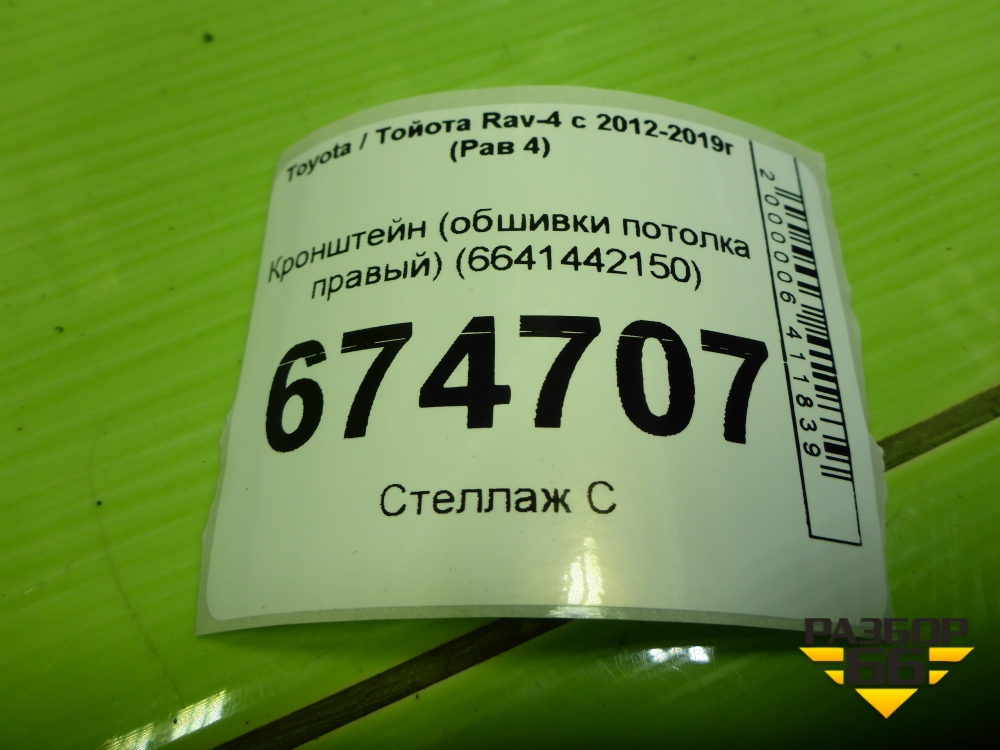 Toyota / Тойота Rav-4 с 2012-2019г
(Рав 4)
Кронштейн (обшивки потолка
правый) (6641442150)
674707
Стеллаж С
2000006411839
РАЗБОР
66